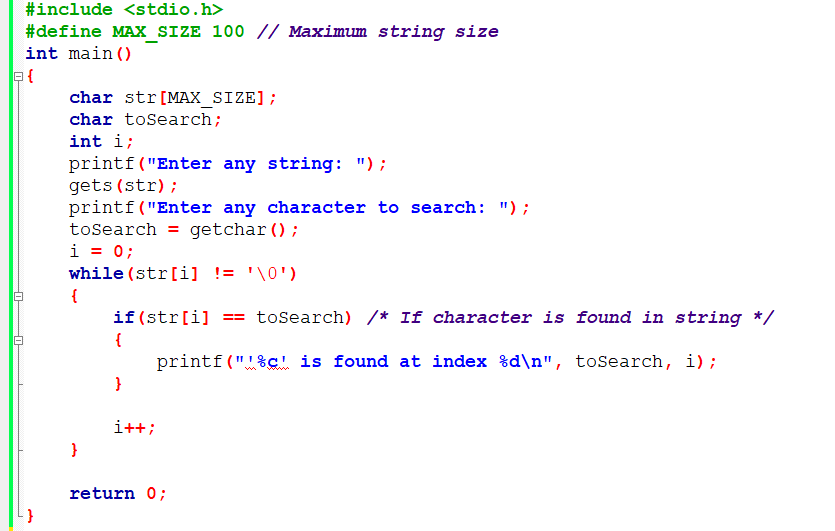 #include <stdio.h>
#define MAX_SIZE 100 // Maximum string size
int main()
{
    char str[MAX_SIZE];
    char toSearch;
    int i;
    printf("Enter any string: ");
    gets(str);
    printf("Enter any character to search: ");
    toSearch = getchar();
    i = 0;
    while(str[i] != '\0')
    {
        if(str[i] == toSearch) /* If character is found in string */
        {
            printf("'%c' is found at index %d\n", toSearch, i);
        }

        i++;
    }

    return 0;
}